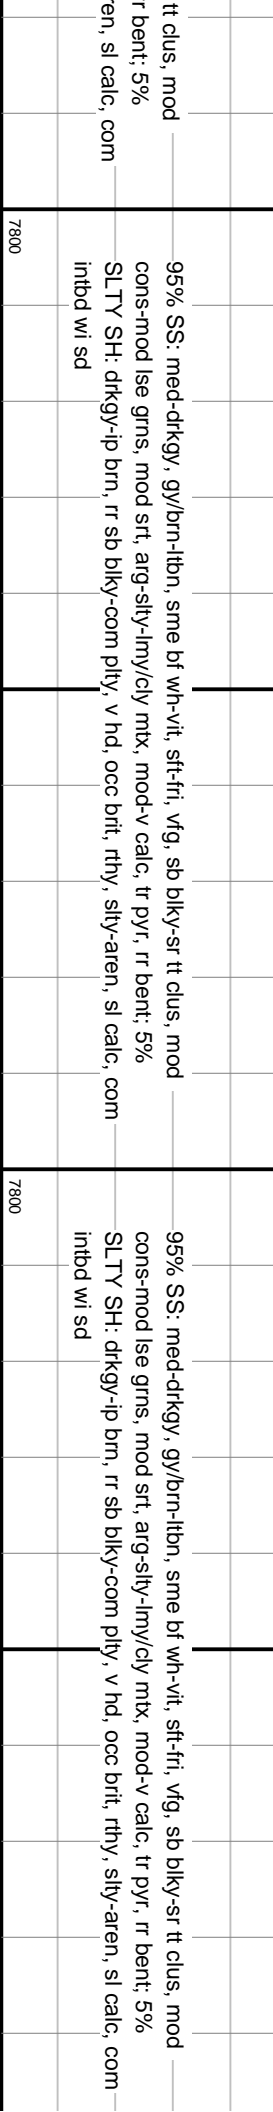 tt clus, mod
r bent; 5%
en, sl calc, com
7800
95% SS: med-drkgy, gy/brn-ltbn, sme bf wh-vit, sft-fri, vfg, sb blky-sr tt clus, mod
cons-mod lse grns, mod srt, arg-slty-lmy/cly mtx, mod-v calc, tr pyr, rr bent; 5%
SLTY SH: drkgy-ip brn, rr sb blky-com plty, v hd, occ brit, rthy, slty-aren, sl calc, com
intbd wi sd
7800
95% SS: med-drkgy, gy/brn-ltbn, sme bf wh-vit, sft-fri, vfg, sb blky-sr tt clus, mod
cons-mod lse grns, mod srt, arg-slty-lmy/cly mtx, mod-v calc, tr pyr, rr bent; 5%
SLTY SH: drkgy-ip brn, rr sb blky-com plty, v hd, occ brit, rthy, slty-aren, sl calc, com
intbd wi sd